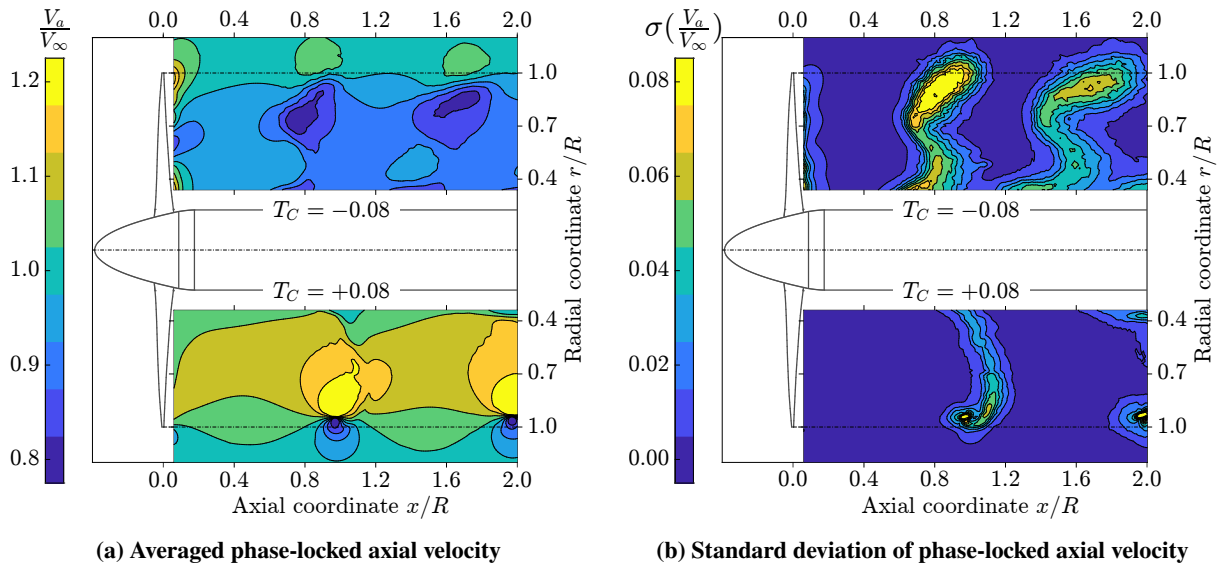 V_a/V_∞
0.0 0.4 0.8 1.2 1.6 2.0
1.2
1.1
1.0
0.9
0.8
1.0
0.7
0.4
T_C = −0.08
T_C = +0.08
0.4
0.7
1.0
Radial coordinate r/R
0.0 0.4 0.8 1.2 1.6 2.0
Axial coordinate x/R
(a) Averaged phase-locked axial velocity
σ(V_a/V_∞)
0.0 0.4 0.8 1.2 1.6 2.0
0.08
0.06
0.04
0.02
0.00
1.0
0.7
0.4
T_C = −0.08
T_C = +0.08
0.4
0.7
1.0
Radial coordinate r/R
0.0 0.4 0.8 1.2 1.6 2.0
Axial coordinate x/R
(b) Standard deviation of phase-locked axial velocity